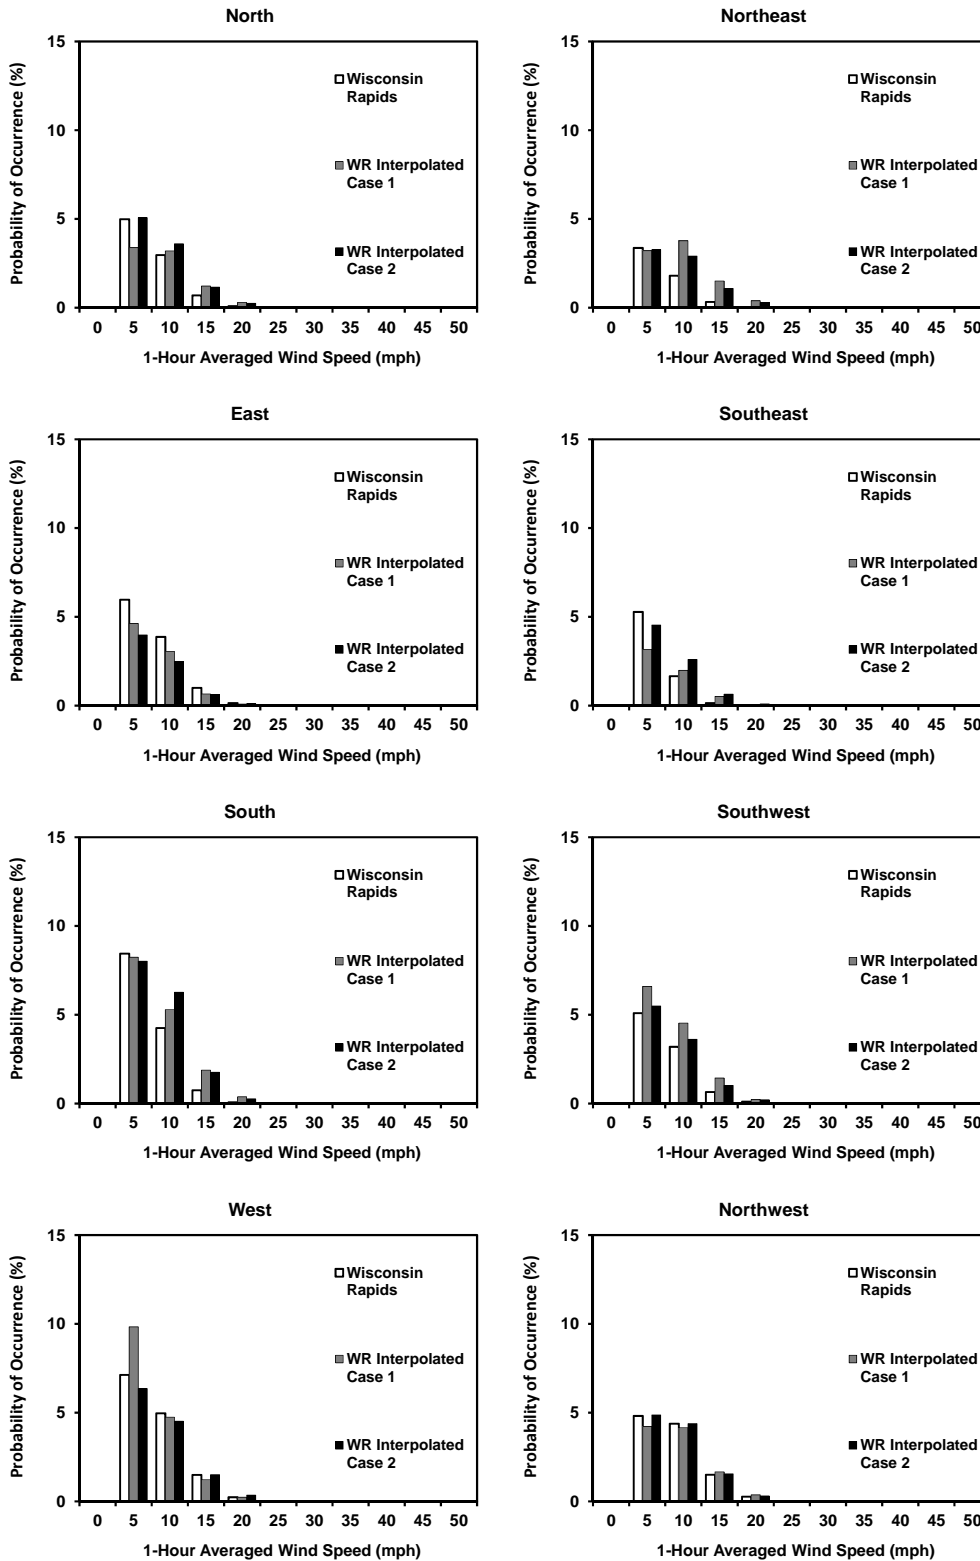 North
Probability of Occurrence (%)
15
10
5
0
Wisconsin
Rapids
WR Interpolated
Case 1
WR Interpolated
Case 2
0 5 10 15 20 25 30 35 40 45 50
1-Hour Averaged Wind Speed (mph)
Northeast
Probability of Occurrence (%)
15
10
5
0
Wisconsin
Rapids
WR Interpolated
Case 1
WR Interpolated
Case 2
0 5 10 15 20 25 30 35 40 45 50
1-Hour Averaged Wind Speed (mph)
East
Probability of Occurrence (%)
15
10
5
0
Wisconsin
Rapids
WR Interpolated
Case 1
WR Interpolated
Case 2
0 5 10 15 20 25 30 35 40 45 50
1-Hour Averaged Wind Speed (mph)
Southeast
Probability of Occurrence (%)
15
10
5
0
Wisconsin
Rapids
WR Interpolated
Case 1
WR Interpolated
Case 2
0 5 10 15 20 25 30 35 40 45 50
1-Hour Averaged Wind Speed (mph)
South
Probability of Occurrence (%)
15
10
5
0
Wisconsin
Rapids
WR Interpolated
Case 1
WR Interpolated
Case 2
0 5 10 15 20 25 30 35 40 45 50
1-Hour Averaged Wind Speed (mph)
Southwest
Probability of Occurrence (%)
15
10
5
0
Wisconsin
Rapids
WR Interpolated
Case 1
WR Interpolated
Case 2
0 5 10 15 20 25 30 35 40 45 50
1-Hour Averaged Wind Speed (mph)
West
Probability of Occurrence (%)
15
10
5
0
Wisconsin
Rapids
WR Interpolated
Case 1
WR Interpolated
Case 2
0 5 10 15 20 25 30 35 40 45 50
1-Hour Averaged Wind Speed (mph)
Northwest
Probability of Occurrence (%)
15
10
5
0
Wisconsin
Rapids
WR Interpolated
Case 1
WR Interpolated
Case 2
0 5 10 15 20 25 30 35 40 45 50
1-Hour Averaged Wind Speed (mph)